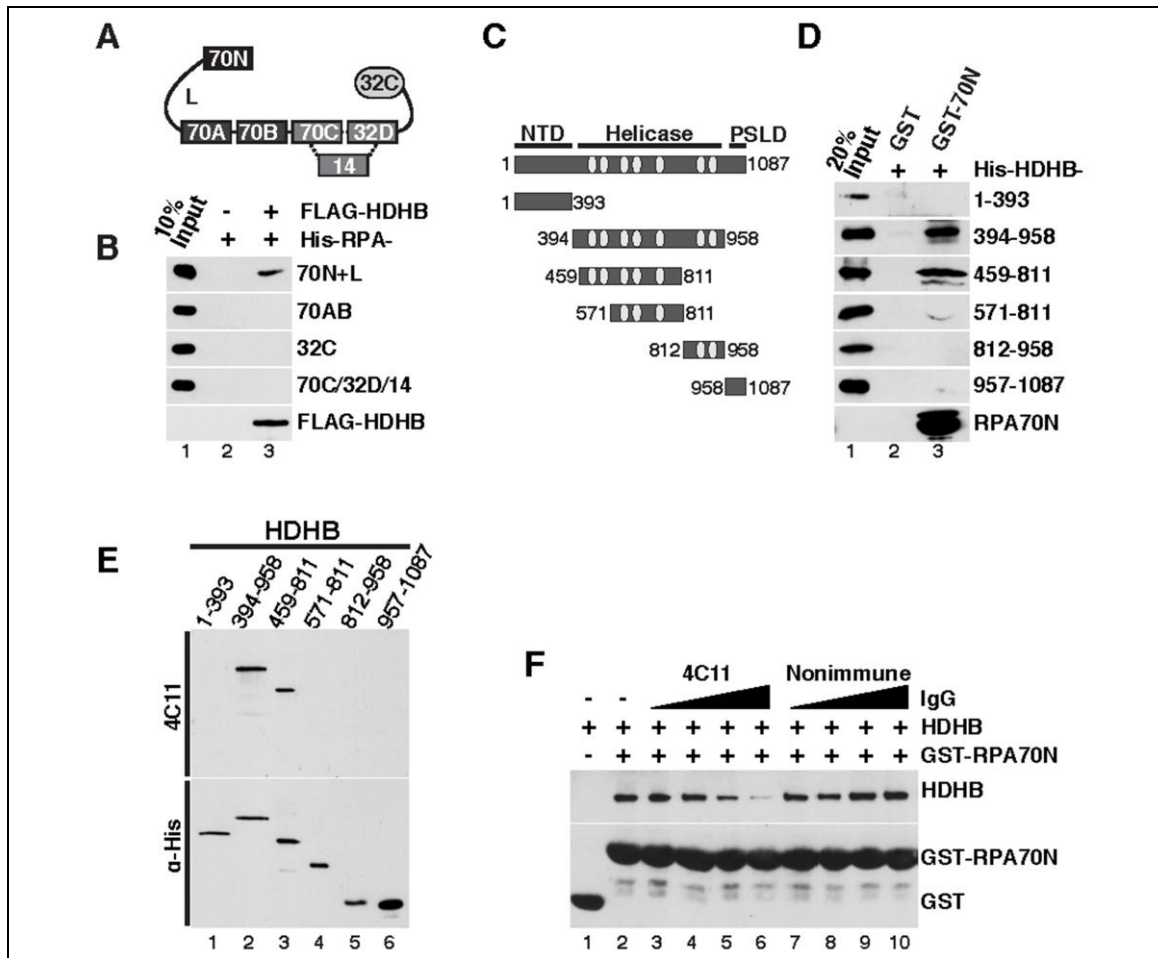 A
70N
L
32C
70A 70B 70C 32D
14
B
10% Input
- + FLAG-HDHB
+ + His-RPA-
70N+L
70AB
32C
70C/32D/14
FLAG-HDHB
1 2 3
C
NTD Helicase PSLD
1 1087
1 393
394 958
459 811
571 811
812 958
958 1087
D
20% Input
GST
GST-70N
+ + His-HDHB-
1-393
394-958
459-811
571-811
812-958
957-1087
RPA70N
1 2 3
E
HDHB
1-393 394-958 459-811 571-811 812-958 957-1087
4C11
α-His
1 2 3 4 5 6
F
4C11 Nonimmune
- - IgG
+ + + + + + + + + + HDHB
- + + + + + + + + + GST-RPA70N
HDHB
GST-RPA70N
GST
1 2 3 4 5 6 7 8 9 10